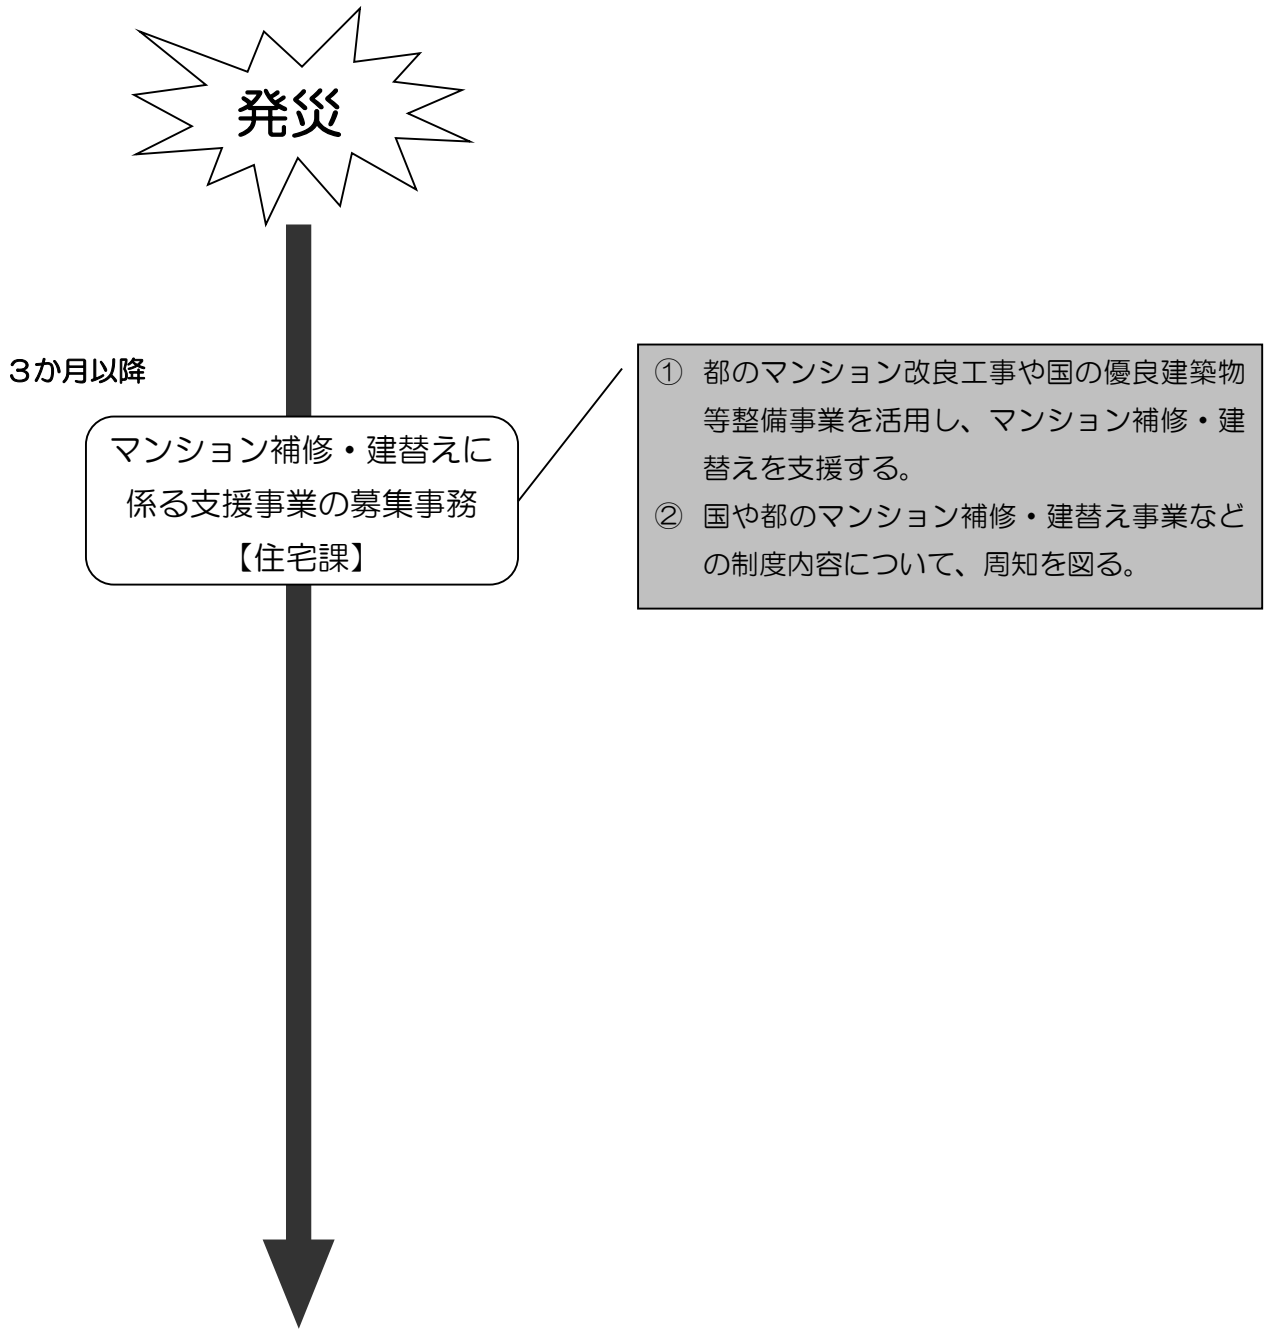 発災
３か月以降
マンション補修・建替えに
係る支援事業の募集事務
【住宅課】
① 都のマンション改良工事や国の優良建築物
等整備事業を活用し、マンション補修・建
替えを支援する。
② 国や都のマンション補修・建替え事業など
の制度内容について、周知を図る。